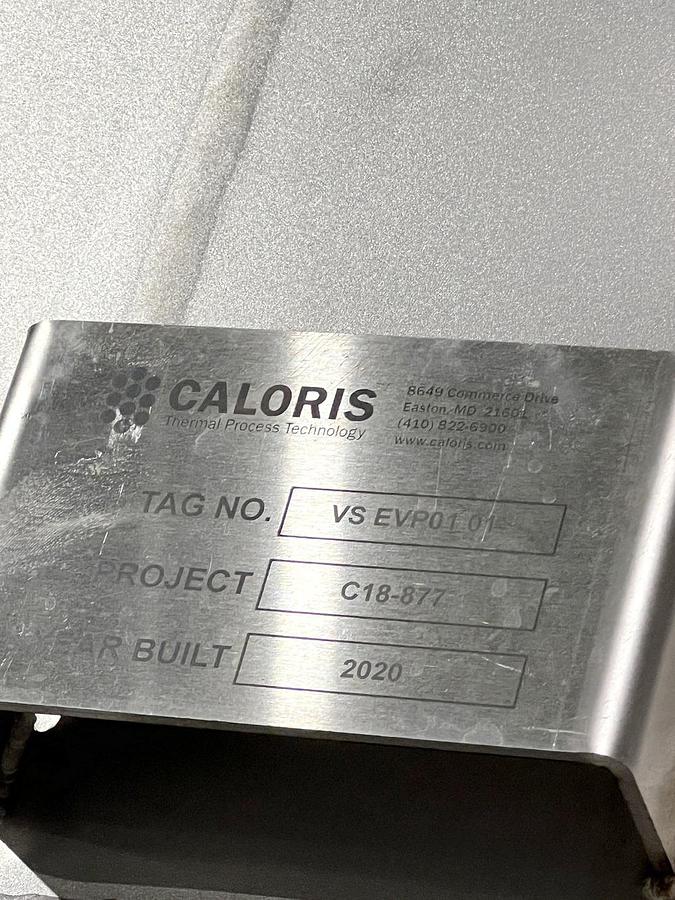 CALORIS
Thermal Process Technology
8649 Commerce Drive
Easton, MD 21601
(410) 822-6900
www.caloris.com
TAG NO. VS EVP01 01
PROJECT C18-877
YEAR BUILT 2020